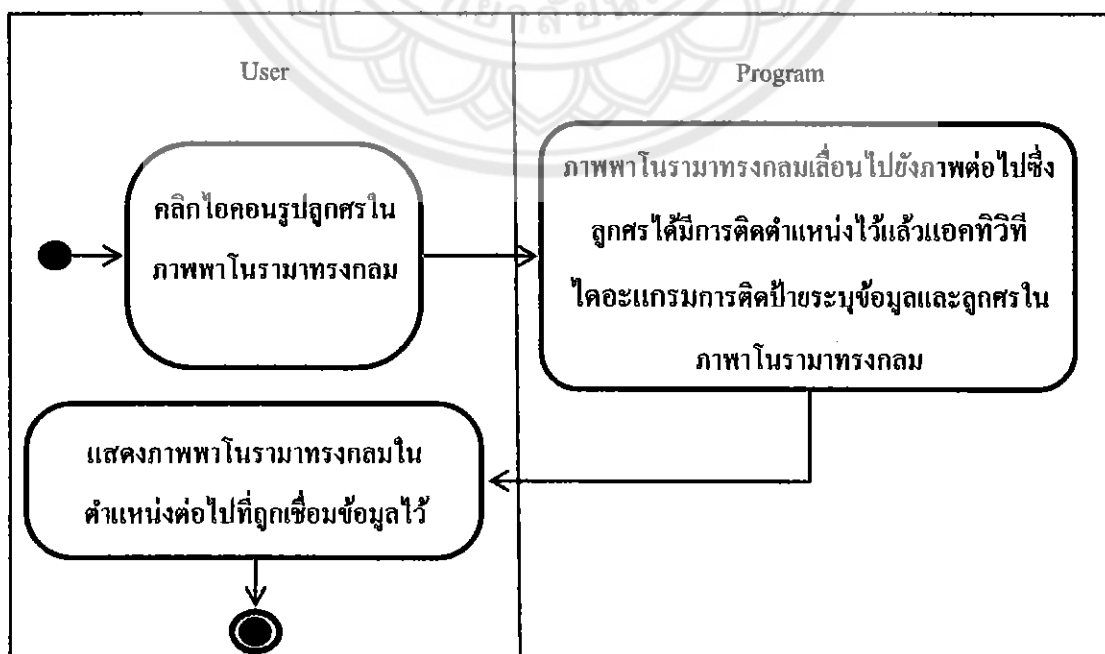 User
Program
คลิกไอคอนรูปลูกศรใน
ภาพพาโนรามาทรงกลม
ภาพพาโนรามาทรงกลมเลื่อนไปยังภาพต่อไปซึ่ง
ลูกศรได้มีการติดตำแหน่งไว้แล้วแอคทิวิที
ไดอะแกรมการติดป้ายระบุข้อมูลและลูกศรใน
ภาพาโนรามาทรงกลม
แสดงภาพพาโนรามาทรงกลมใน
ตำแหน่งต่อไปที่ถูกเชื่อมข้อมูลไว้